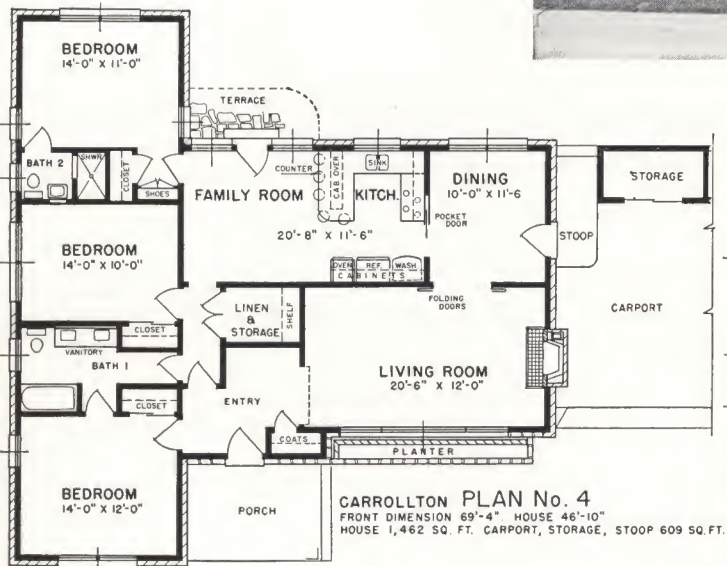 BEDROOM
14'-0" X 11'-0"
TERRACE
BATH 2
SHWR
CLOSET
SHOES
COUNTER
CAB. OVER
SINK
FAMILY ROOM
KITCH.
20'-8" X 11'-6"
DINING
10'-0" X 11'-6
POCKET
DOOR
STORAGE
STOOP
BEDROOM
14'-0" X 10'-0"
OVEN
REF.
WASH
CABINETS
LINEN
&
STORAGE
SHELF
FOLDING
DOORS
CARPORT
CLOSET
VANITORY
BATH 1
LIVING ROOM
20'-6" X 12'-0"
CLOSET
ENTRY
COATS
PLANTER
BEDROOM
14'-0" X 12'-0"
PORCH
CARROLLTON PLAN No. 4
FRONT DIMENSION 69'-4". HOUSE 46'-10"
HOUSE 1,462 SQ. FT. CARPORT, STORAGE, STOOP 609 SQ. FT.